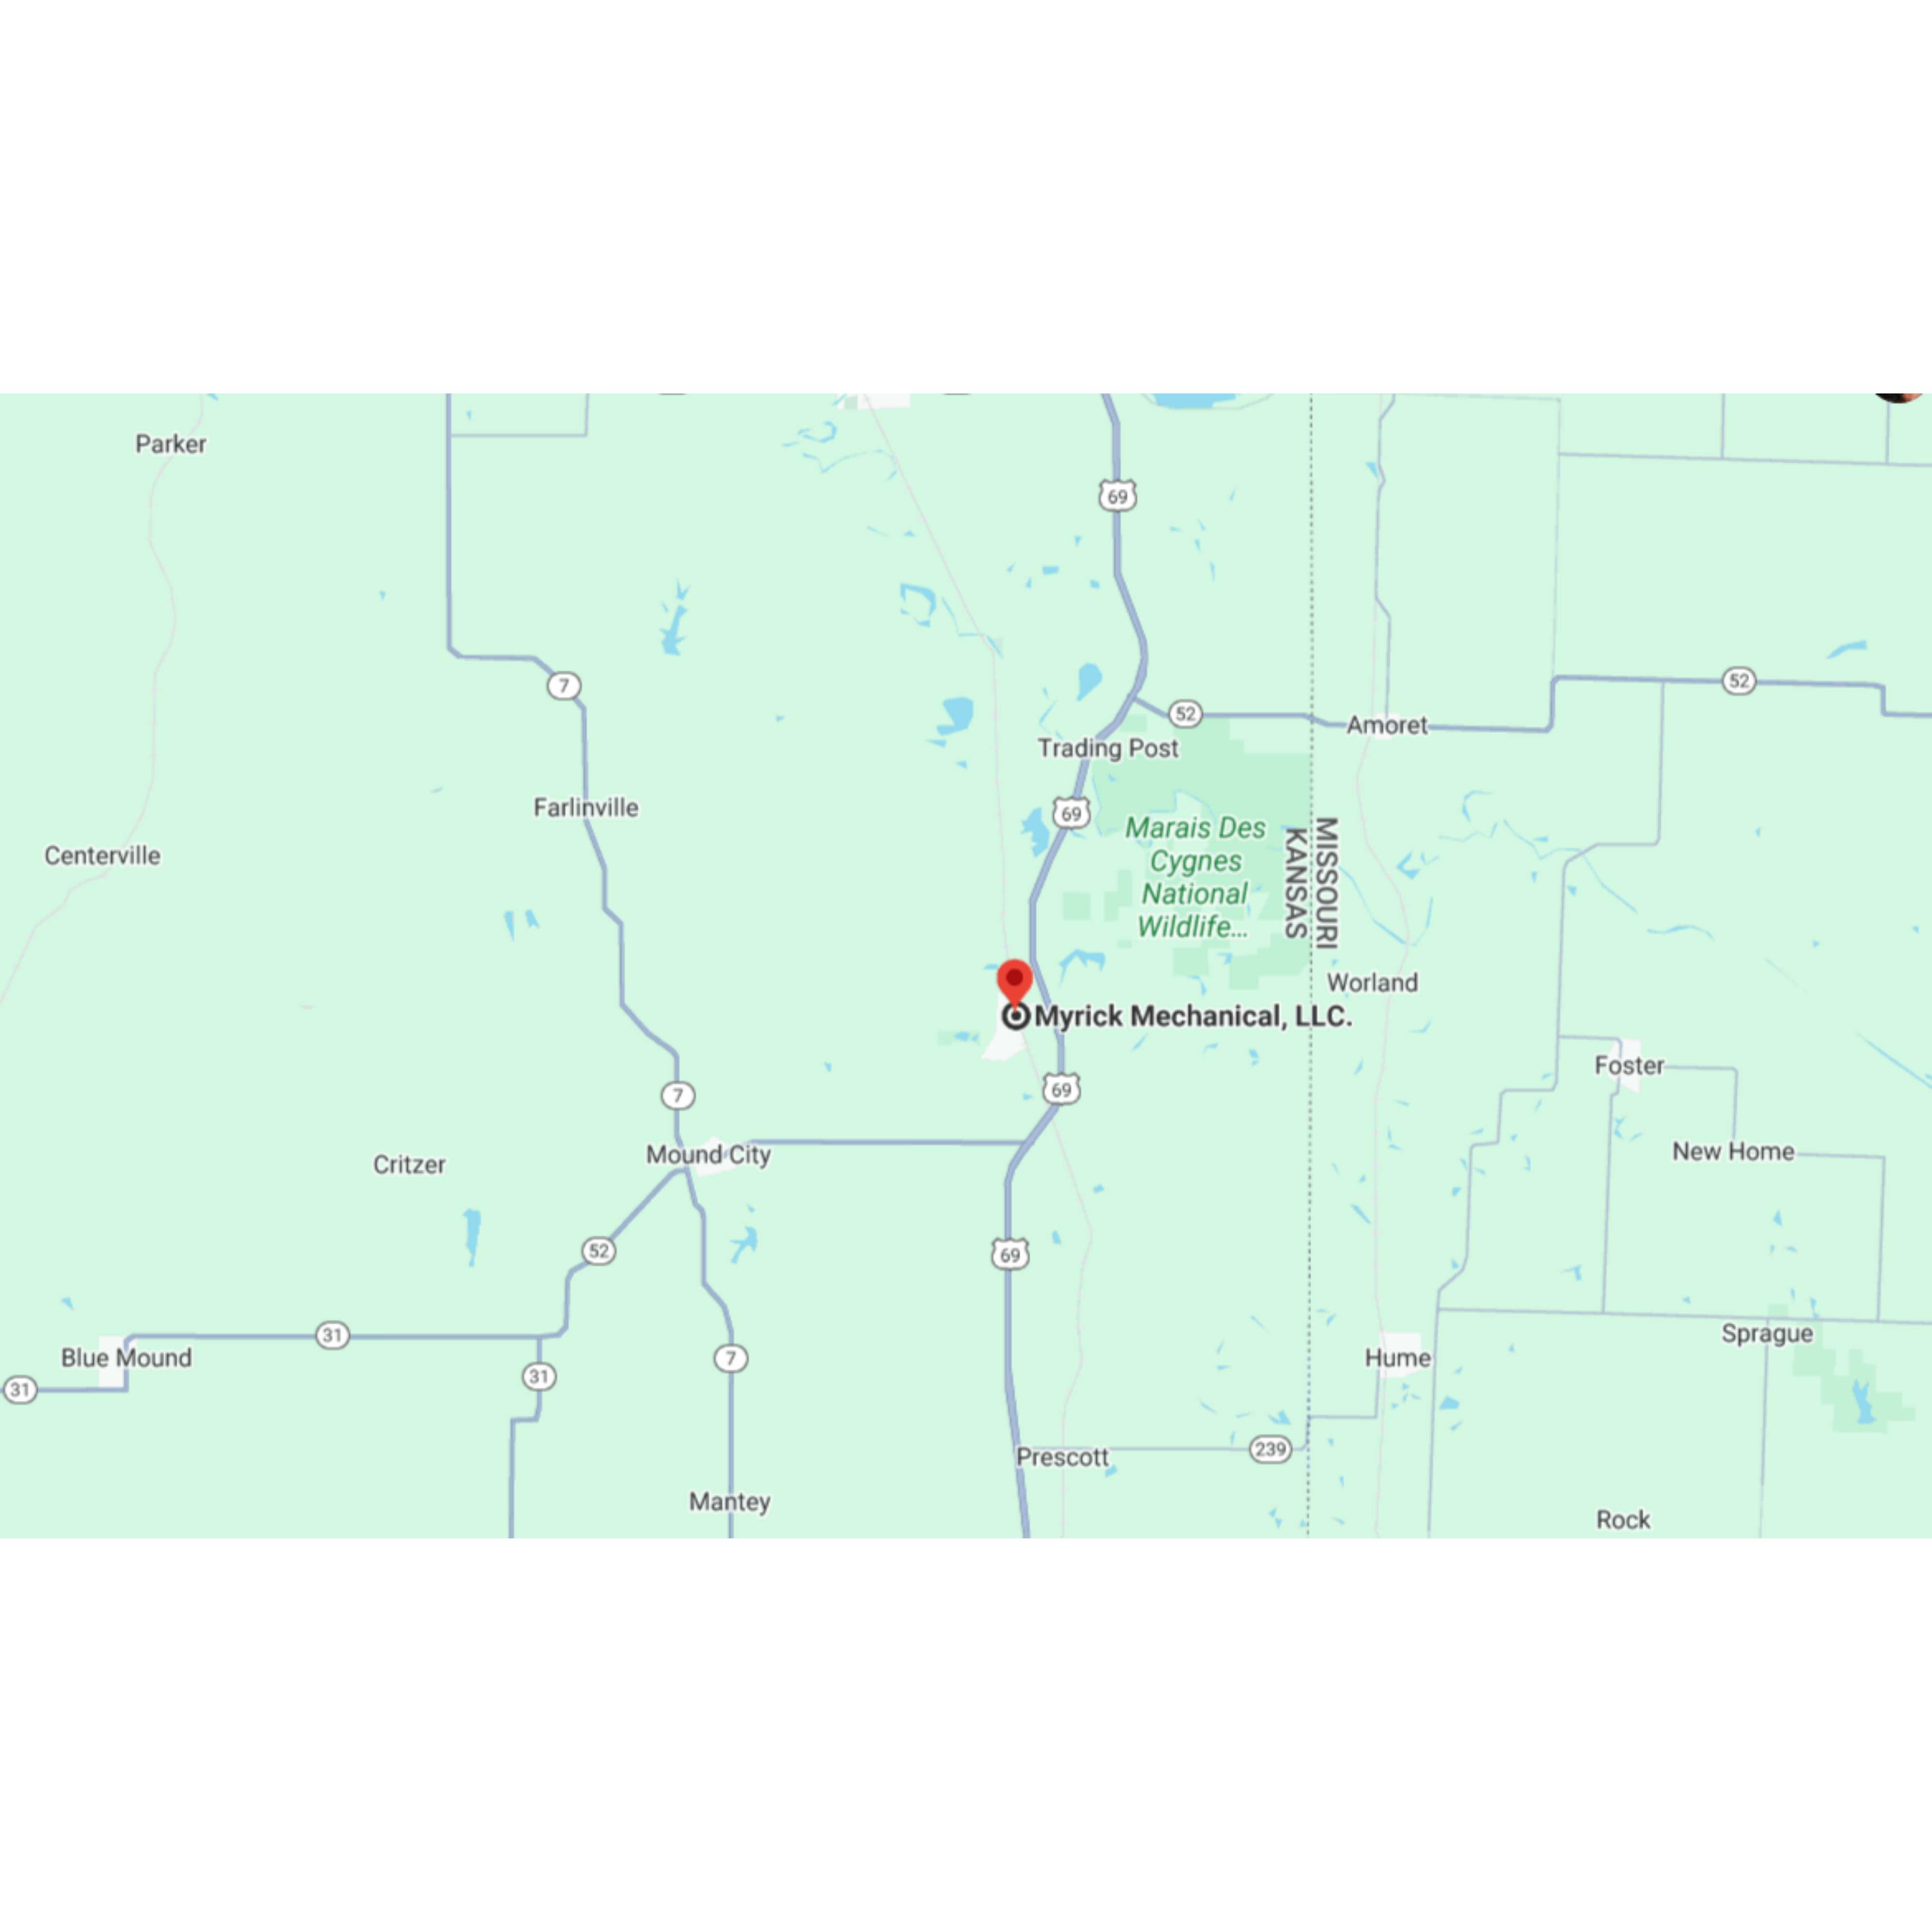 Parker
69
7
52
52
Amoret
Trading Post
Farlinville
69
Marais Des
Cygnes
National
Wildlife...
MISSOURI
KANSAS
Centerville
Worland
Myrick Mechanical, LLC.
Foster
69
7
Mound City
New Home
Critzer
52
69
31
Sprague
Blue Mound
7
Hume
31
31
Prescott
239
Mantey
Rock